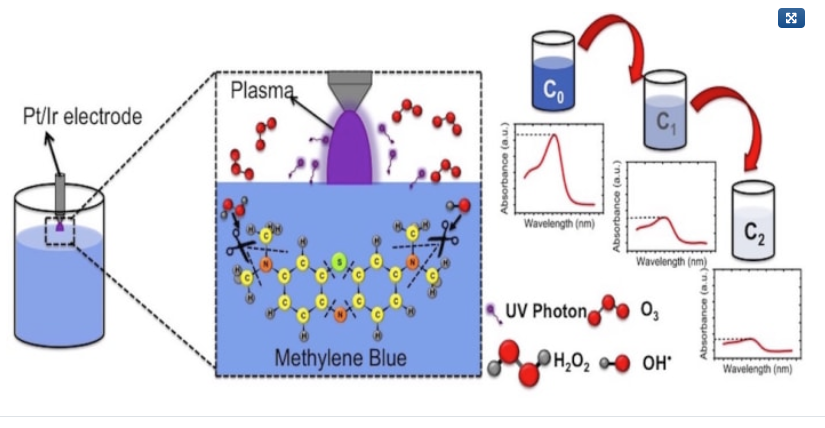 Pt/Ir electrode
Plasma
Methylene Blue
C₀
C₁
C₂
Absorbance (a.u.)
Wavelength (nm)
Absorbance (a.u.)
Wavelength (nm)
Absorbance (a.u.)
Wavelength (nm)
UV Photon
O₃
H₂O₂
OH•
H H
C
H
H
N
C
H
H
H
C
C
C
C
C
C
H
H
S
N
C
C
C
C
C
C
H
H
H
N
H H
C
H
C
H
H
H